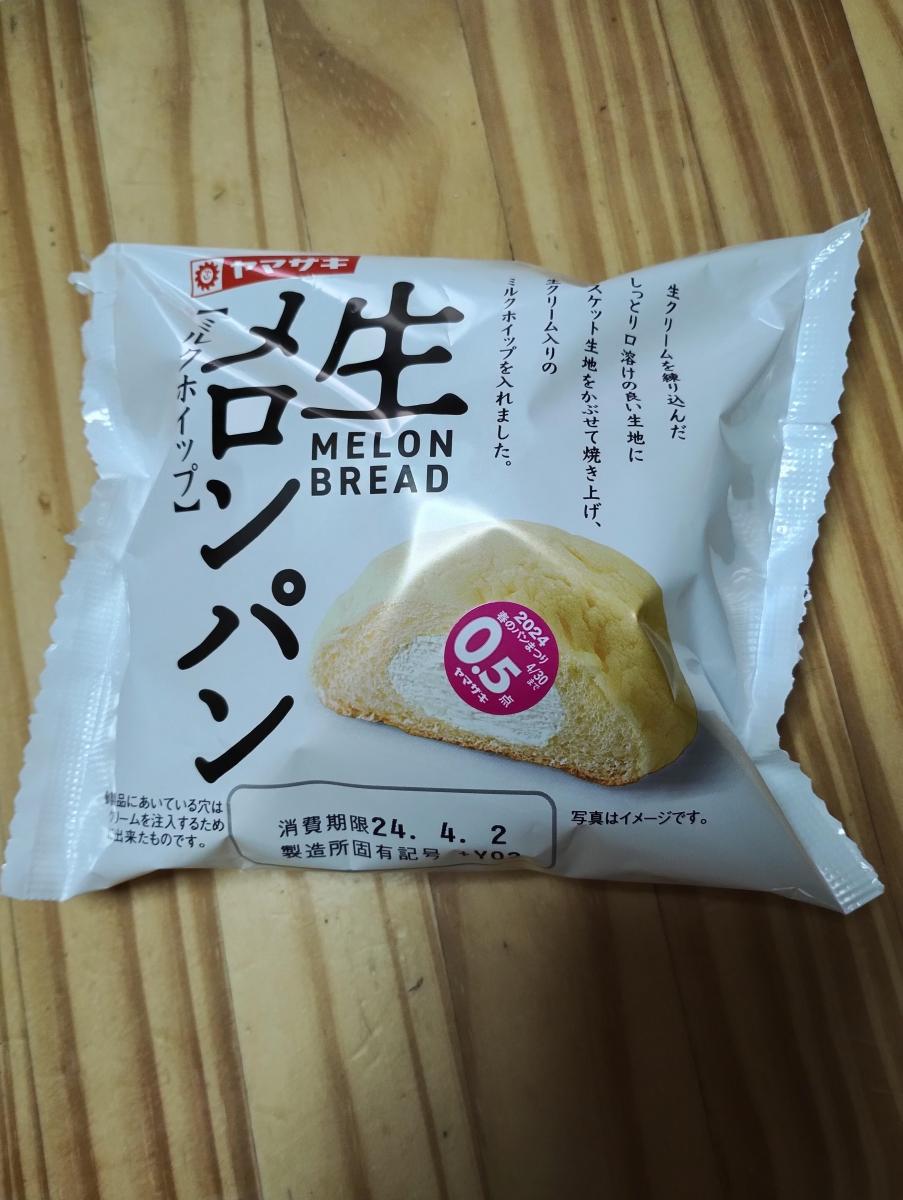 ヤマザキ
生
メロンパン
【ミルクホイップ】
MELON
BREAD
生クリームを練り込んだ
しっとり口溶けの良い生地に
スケット生地をかぶせて焼き上げ、
生クリーム入りの
ミルクホイップを入れました。
2024
春のパンまつり
4/30まで
0.5点
ヤマザキ
品にあいている穴は
クリームを注入するため
出来たものです。
消費期限24. 4. 2
製造所固有記号 +Y02
写真はイメージです。